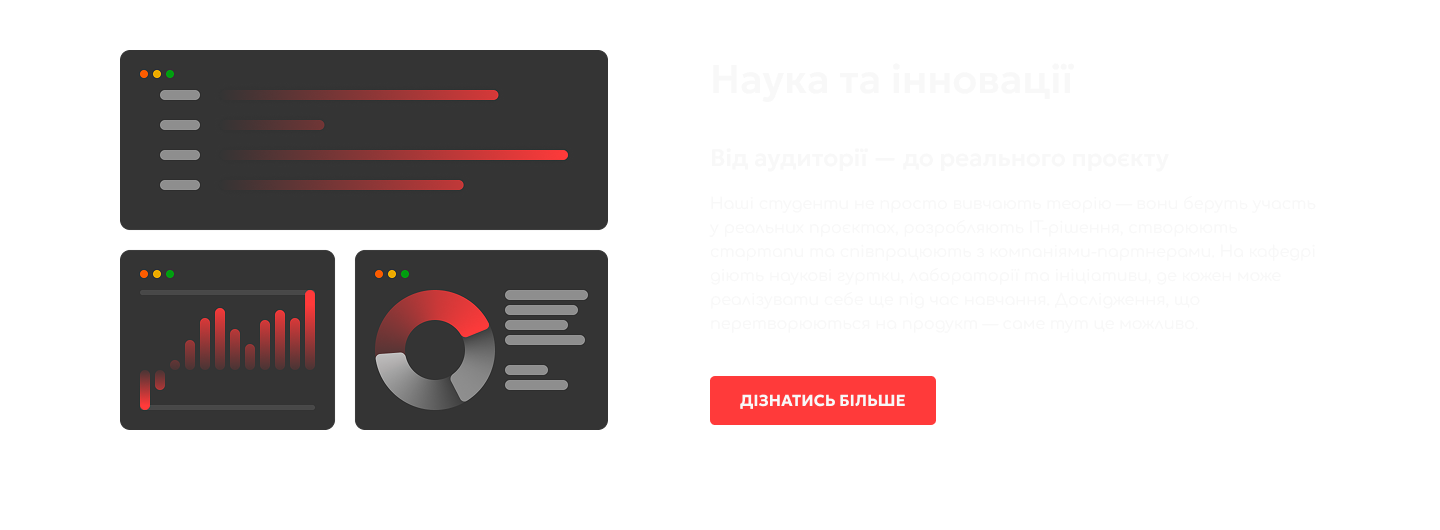 Наука та інновації
Від аудиторії — до реального проєкту
Наші студенти не просто вивчають теорію — вони беруть участь
у реальних проєктах, розробляють ІТ-рішення, створюють
стартапи та співпрацюють з компаніями-партнерами. На кафедрі
діють наукові гуртки, лабораторії та ініціативи, де кожен може
реалізувати себе ще під час навчання. Дослідження, що
перетворюються на продукт — саме тут це можливо.
ДІЗНАТИСЬ БІЛЬШЕ